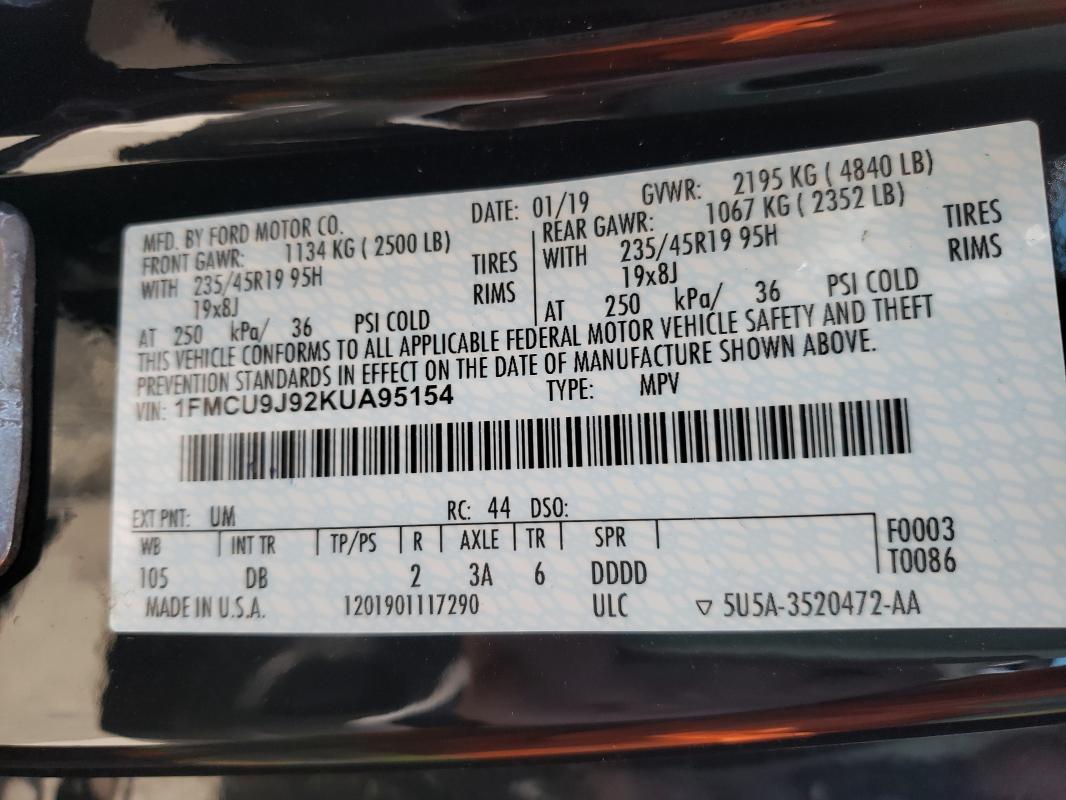 MFD. BY FORD MOTOR CO. DATE: 01/19 GVWR: 2195 KG ( 4840 LB)
FRONT GAWR: 1134 KG ( 2500 LB) REAR GAWR: 1067 KG ( 2352 LB)
WITH 235/45R19 95H TIRES WITH 235/45R19 95H TIRES
19x8J RIMS 19x8J RIMS
AT 250 kPa/ 36 PSI COLD AT 250 kPa/ 36 PSI COLD
THIS VEHICLE CONFORMS TO ALL APPLICABLE FEDERAL MOTOR VEHICLE SAFETY AND THEFT
PREVENTION STANDARDS IN EFFECT ON THE DATE OF MANUFACTURE SHOWN ABOVE.
VIN: 1FMCU9J92KUA95154 TYPE: MPV
EXT PNT: UM RC: 44 DSO:
WB INT TR TP/PS R AXLE TR SPR F0003
105 DB 2 3A 6 DDDD T0086
MADE IN U.S.A. 1201901117290 ULC ▽ 5U5A-3520472-AA